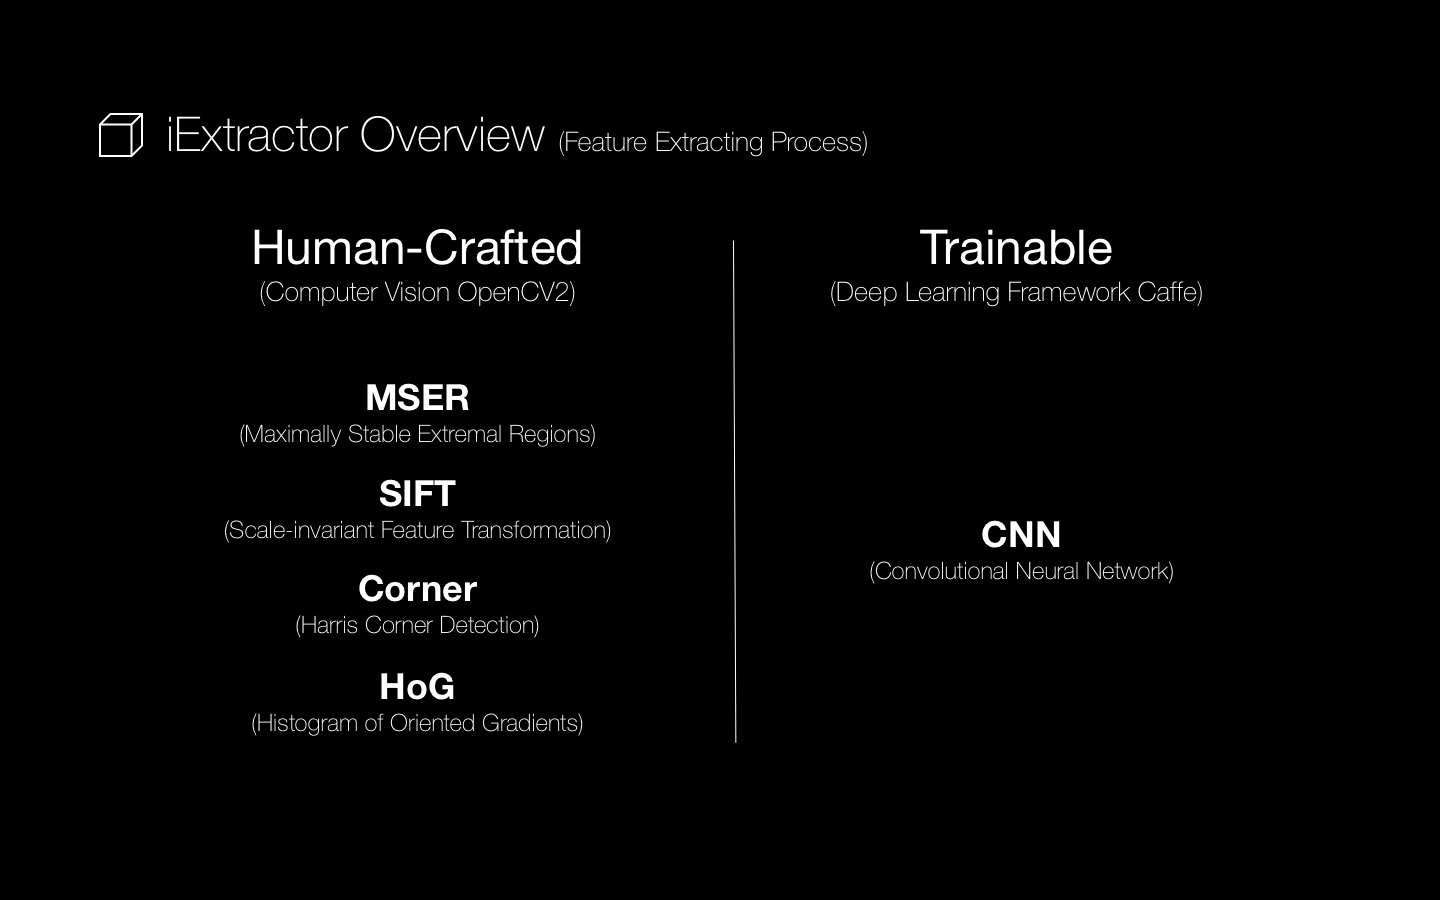 iExtractor Overview (Feature Extracting Process)
Human-Crafted
(Computer Vision OpenCV2)
MSER
(Maximally Stable Extremal Regions)
SIFT
(Scale-invariant Feature Transformation)
Corner
(Harris Corner Detection)
HoG
(Histogram of Oriented Gradients)
Trainable
(Deep Learning Framework Caffe)
CNN
(Convolutional Neural Network)